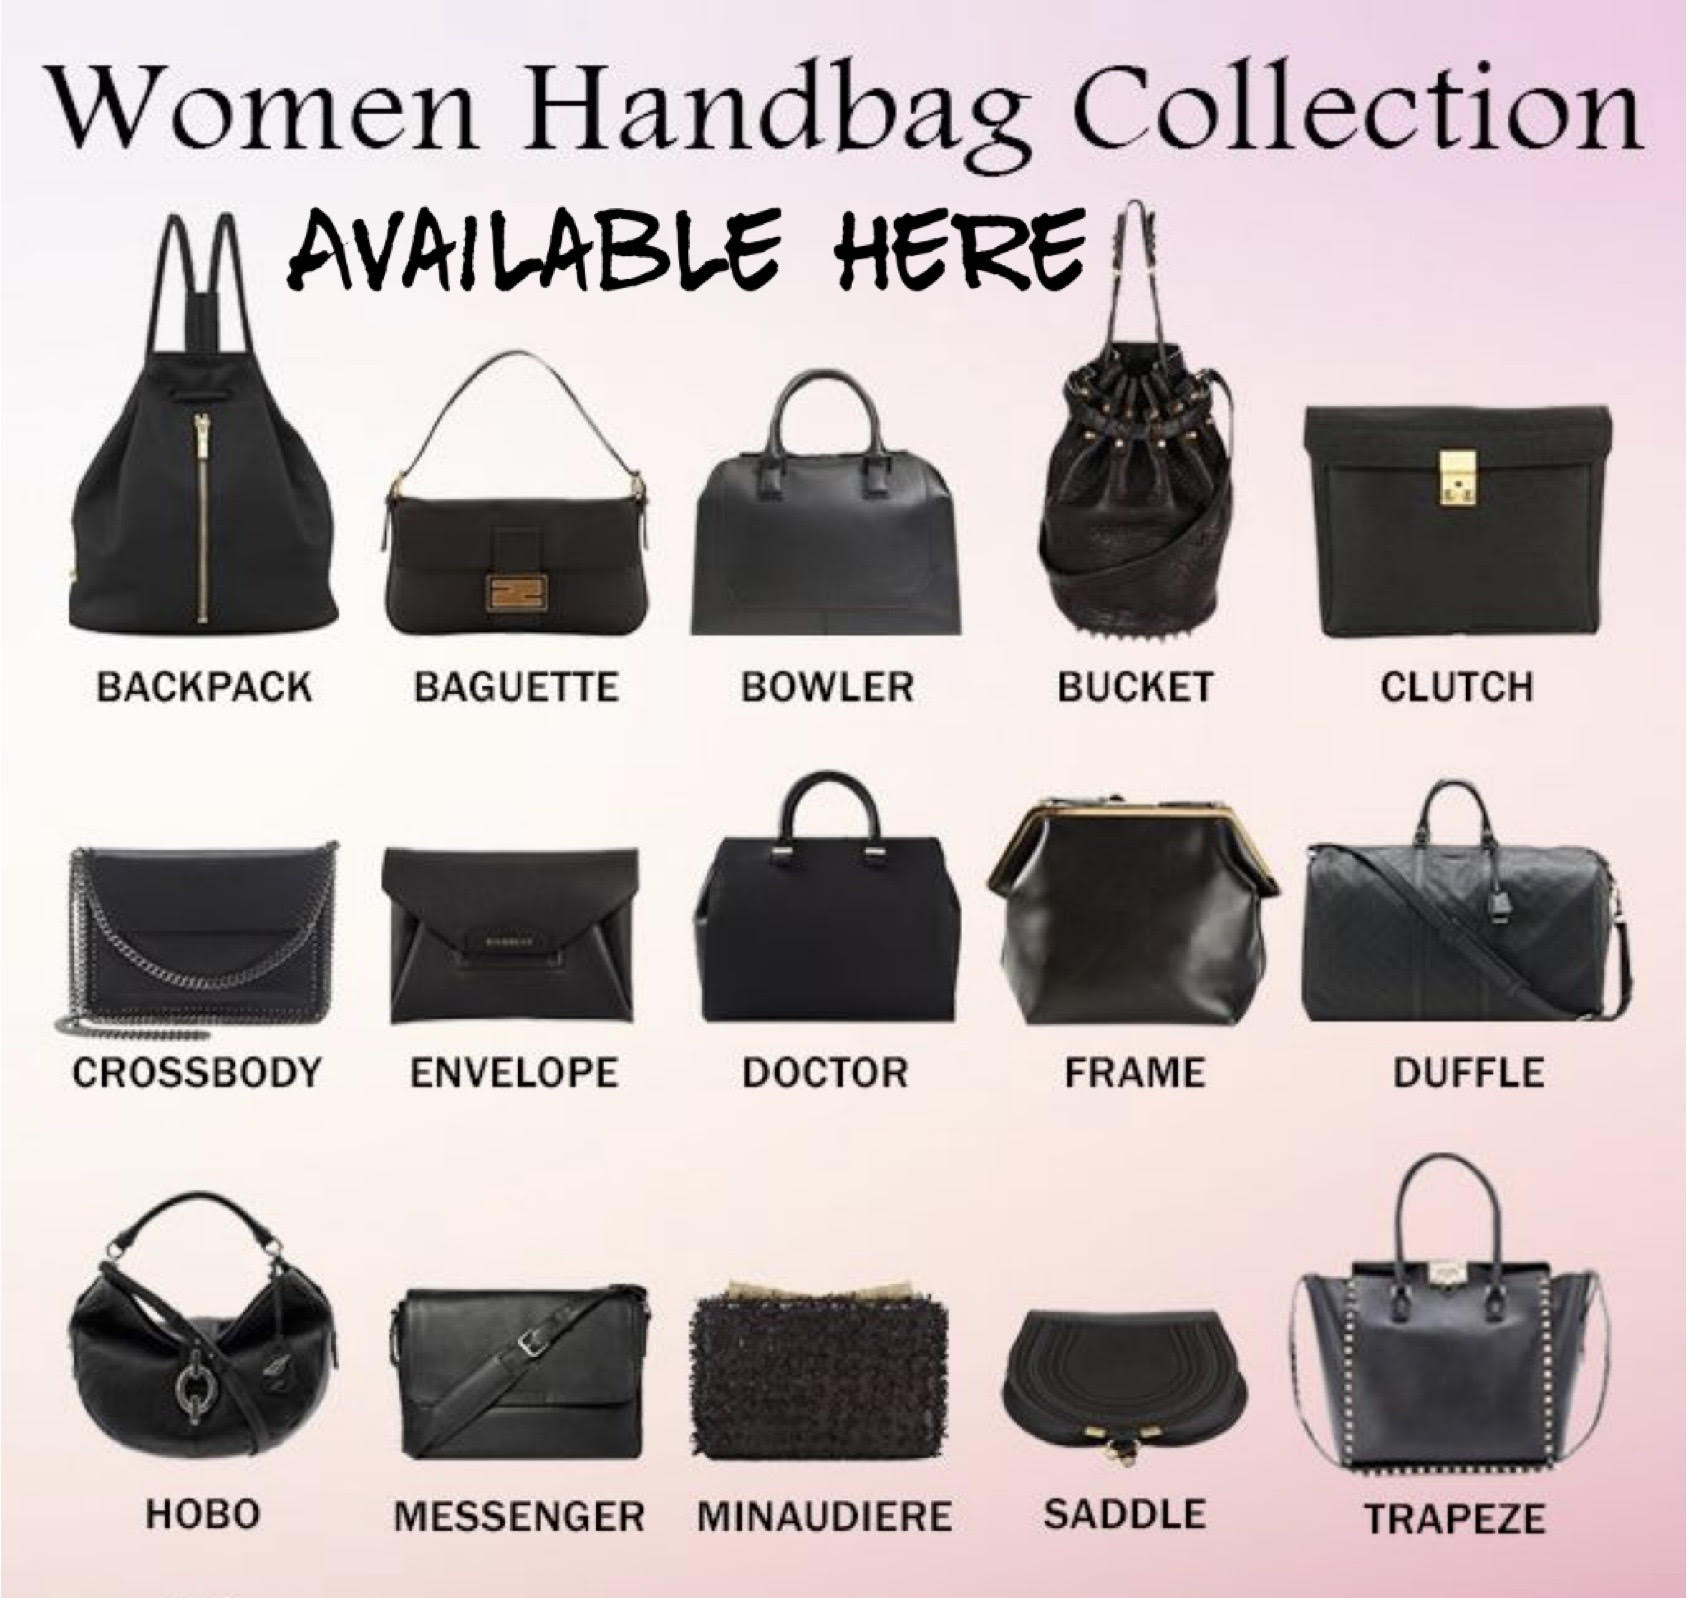 Women Handbag Collection
AVAILABLE HERE
BACKPACK BAGUETTE BOWLER BUCKET CLUTCH
CROSSBODY ENVELOPE DOCTOR FRAME DUFFLE
HOBO MESSENGER MINAUDIERE SADDLE TRAPEZE